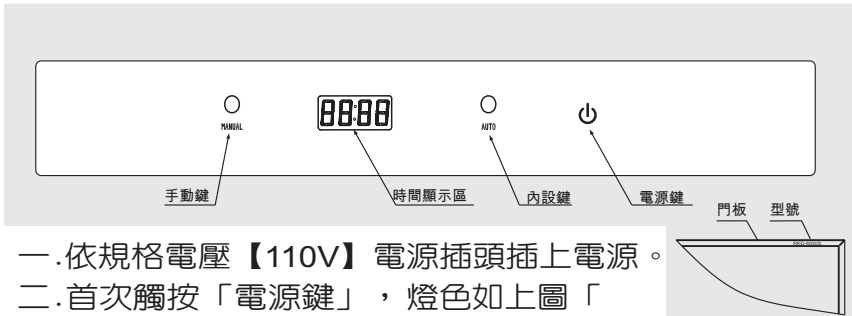 88:88
MANUAL
AUTO
手動鍵
時間顯示區
內設鍵
電源鍵
門板
型號
一.依規格電壓【110V】電源插頭插上電源。
二.首次觸按「電源鍵」，燈色如上圖「